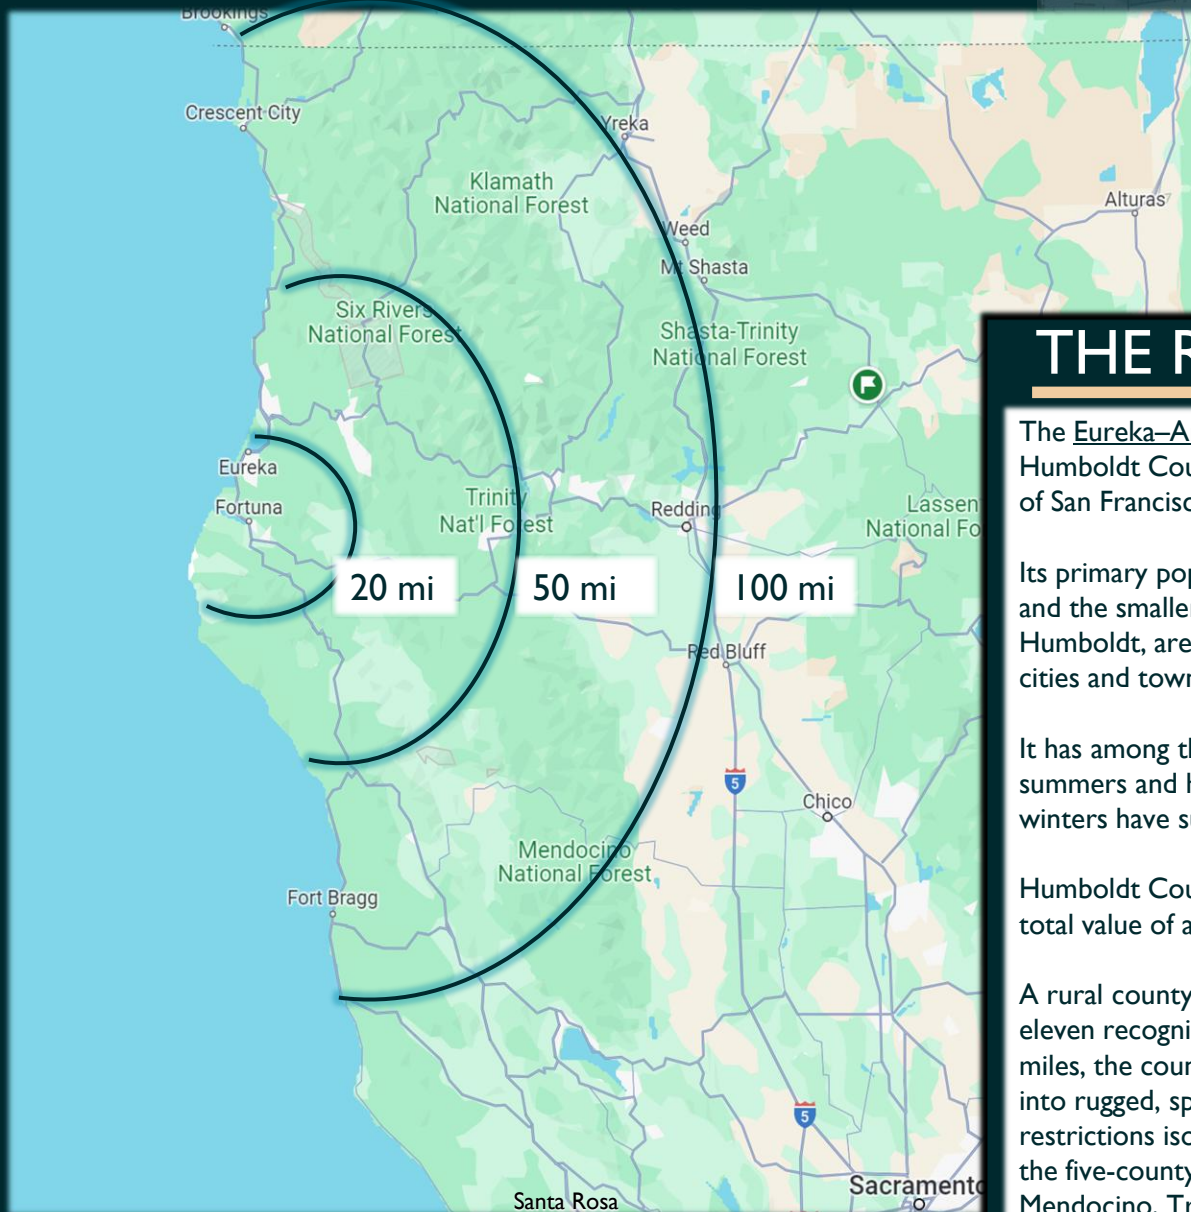 Brookings
Crescent City
Yreka
Klamath
National Forest
Alturas
Weed
Mt Shasta
Six Rivers
National Forest
Shasta-Trinity
National Forest
THE R
The Eureka–A
Humboldt Cou
of San Francisc
Eureka
Fortuna
Trinity
Nat'l Forest
Redding
Lassen
National Fo
20 mi
50 mi
100 mi
Its primary pop
and the smaller
Humboldt, are
cities and town
Red Bluff
It has among th
summers and h
winters have su
5
Chico
Mendocino
National Forest
Fort Bragg
Humboldt Cou
total value of a
A rural county
eleven recogni
miles, the coun
into rugged, sp
restrictions iso
the five-county
Mendocino, Tr
5
Sacramento
Santa Rosa